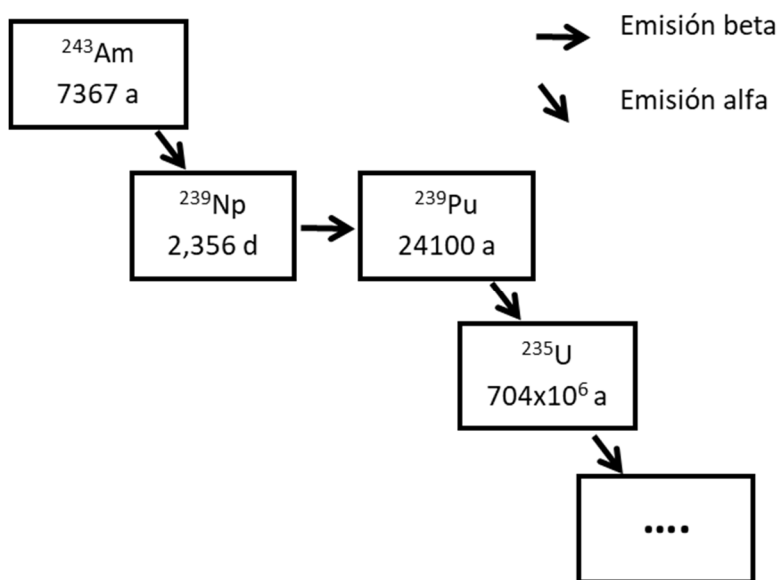 ²⁴³Am
7367 a
Emisión beta
Emisión alfa
²³⁹Np
2,356 d
²³⁹Pu
24100 a
²³⁵U
704x10⁶ a
....